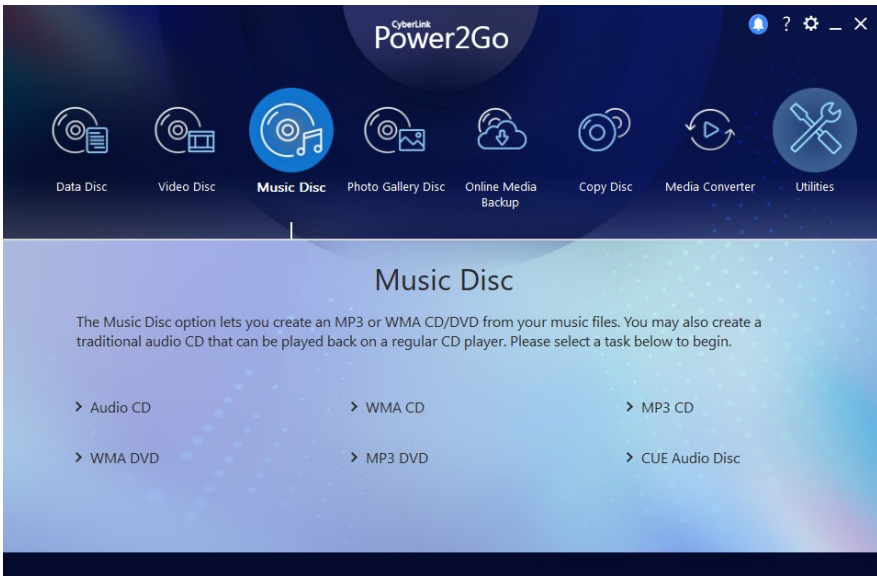 CyberLink
Power2Go
?
Data Disc
Video Disc
Music Disc
Photo Gallery Disc
Online Media
Backup
Copy Disc
Media Converter
Utilities
Music Disc
The Music Disc option lets you create an MP3 or WMA CD/DVD from your music files. You may also create a
traditional audio CD that can be played back on a regular CD player. Please select a task below to begin.
> Audio CD
> WMA CD
> MP3 CD
> WMA DVD
> MP3 DVD
> CUE Audio Disc